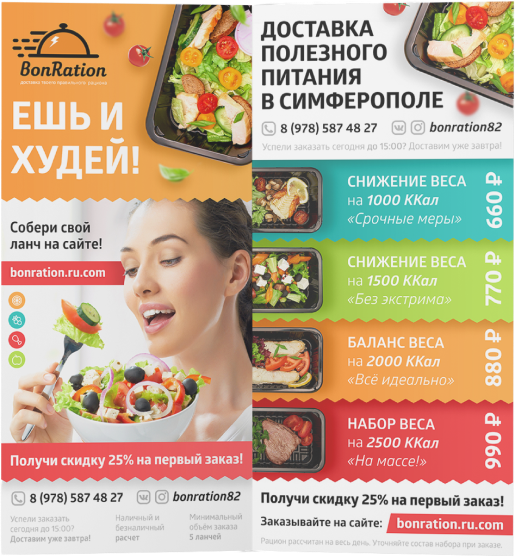 BonRation
доставка твоего правильного рациона
ЕШЬ И
ХУДЕЙ!
Собери свой
ланч на сайте!
bonration.ru.com
Получи скидку 25% на первый заказ!
8 (978) 587 48 27 bonration82
Успеи заказать
сегодня до 15:00?
Доставим уже завтра!
Наличный и
безналичный
расчет
Минимальный
объём заказа
5 ланчей
ДОСТАВКА
ПОЛЕЗНОГО
ПИТАНИЯ
В СИМФЕРОПОЛЕ
8 (978) 587 48 27 bonration82
Успели заказать сегодня до 15:00? Доставим уже завтра!
СНИЖЕНИЕ ВЕСА
на 1000 ККал
«Срочные меры»
660 ₽
СНИЖЕНИЕ ВЕСА
на 1500 ККал
«Без экстрима»
770 ₽
БАЛАНС ВЕСА
на 2000 ККал
«Всё идеально»
880 ₽
НАБОР ВЕСА
на 2500 ККал
«На массе!»
990 ₽
Получи скидку 25% на первый заказ!
Заказывайте на сайте: bonration.ru.com
Рацион рассчитан на весь день. Уточняйте состав набора при заказе.